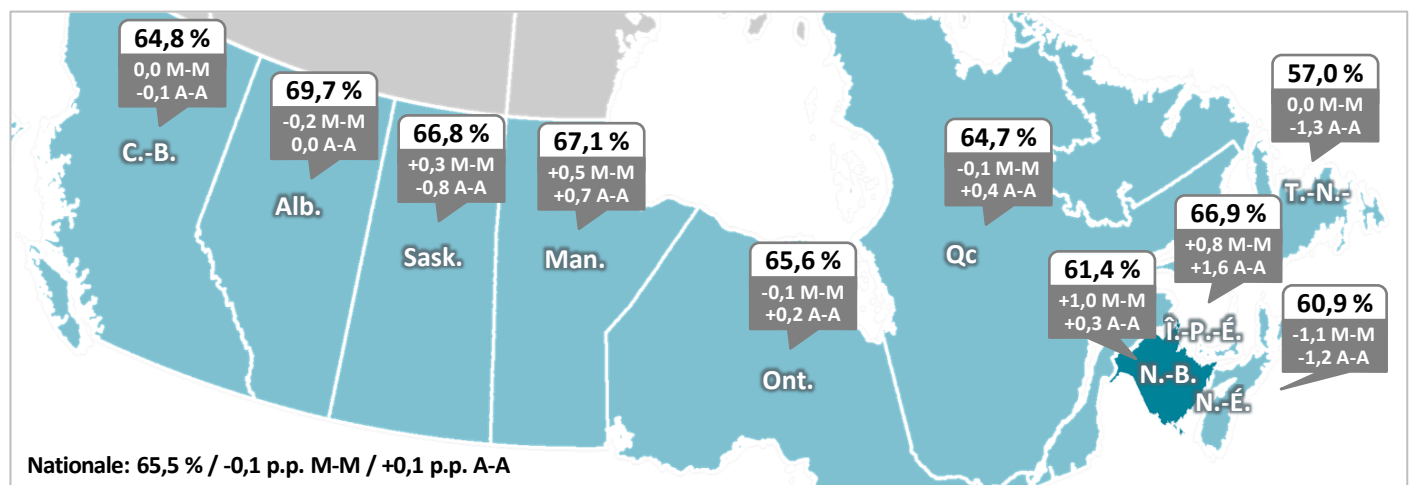 64,8 %
0,0 M-M
-0,1 A-A
C.-B.
69,7 %
-0,2 M-M
0,0 A-A
Alb.
66,8 %
+0,3 M-M
-0,8 A-A
Sask.
67,1 %
+0,5 M-M
+0,7 A-A
Man.
65,6 %
-0,1 M-M
+0,2 A-A
Ont.
64,7 %
-0,1 M-M
+0,4 A-A
Qc
57,0 %
0,0 M-M
-1,3 A-A
T.-N.-
66,9 %
+0,8 M-M
+1,6 A-A
Î.-P.-É.
61,4 %
+1,0 M-M
+0,3 A-A
N.-B.
60,9 %
-1,1 M-M
-1,2 A-A
N.-É.
Nationale: 65,5 % / -0,1 p.p. M-M / +0,1 p.p. A-A